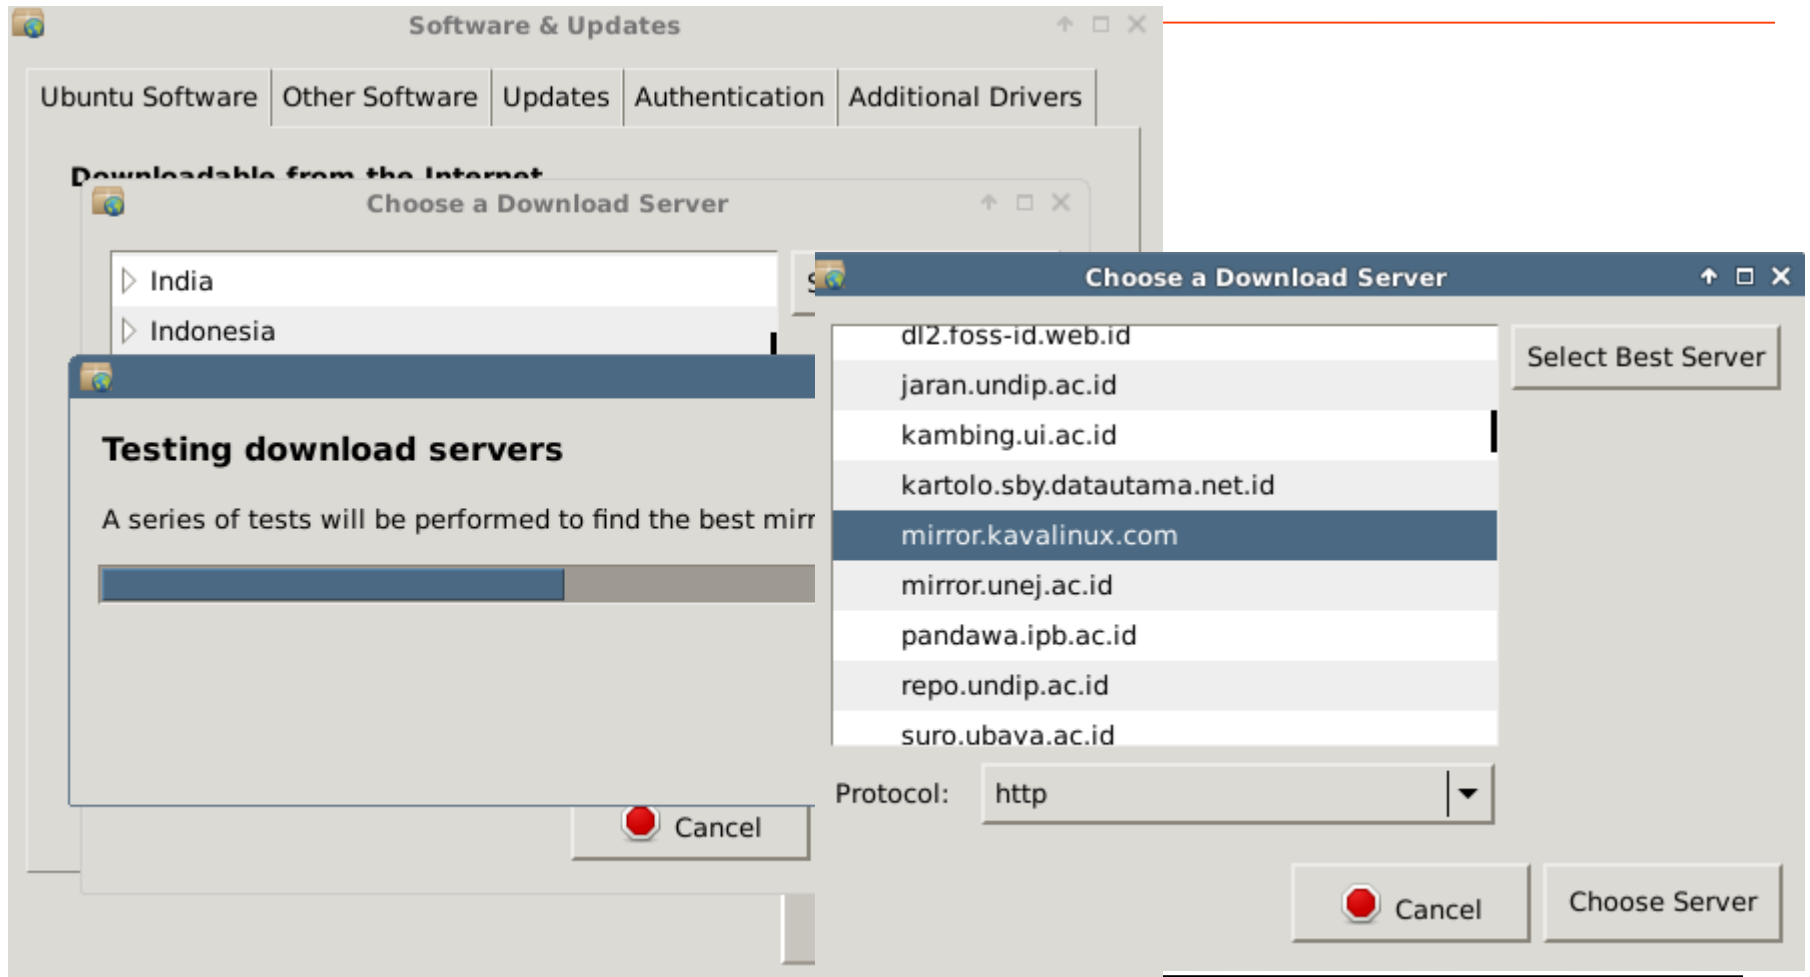 Software & Updates
Ubuntu Software
Other Software
Updates
Authentication
Additional Drivers
Downloadable from the Internet
Choose a Download Server
India
Indonesia
Testing download servers
A series of tests will be performed to find the best mirr
Cancel
Choose a Download Server
dl2.foss-id.web.id
jaran.undip.ac.id
kambing.ui.ac.id
kartolo.sby.datautama.net.id
mirror.kavalinux.com
mirror.unej.ac.id
pandawa.ipb.ac.id
repo.undip.ac.id
suro.ubaya.ac.id
Select Best Server
Protocol:
http
Cancel
Choose Server